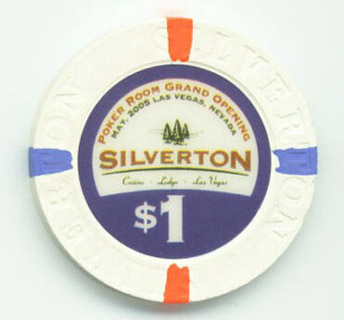 POKER ROOM GRAND OPENING
MAY, 2005 LAS VEGAS, NEVADA
SILVERTON
Casino · Lodge · Las Vegas
$1
SILVERTON
SILVERTON